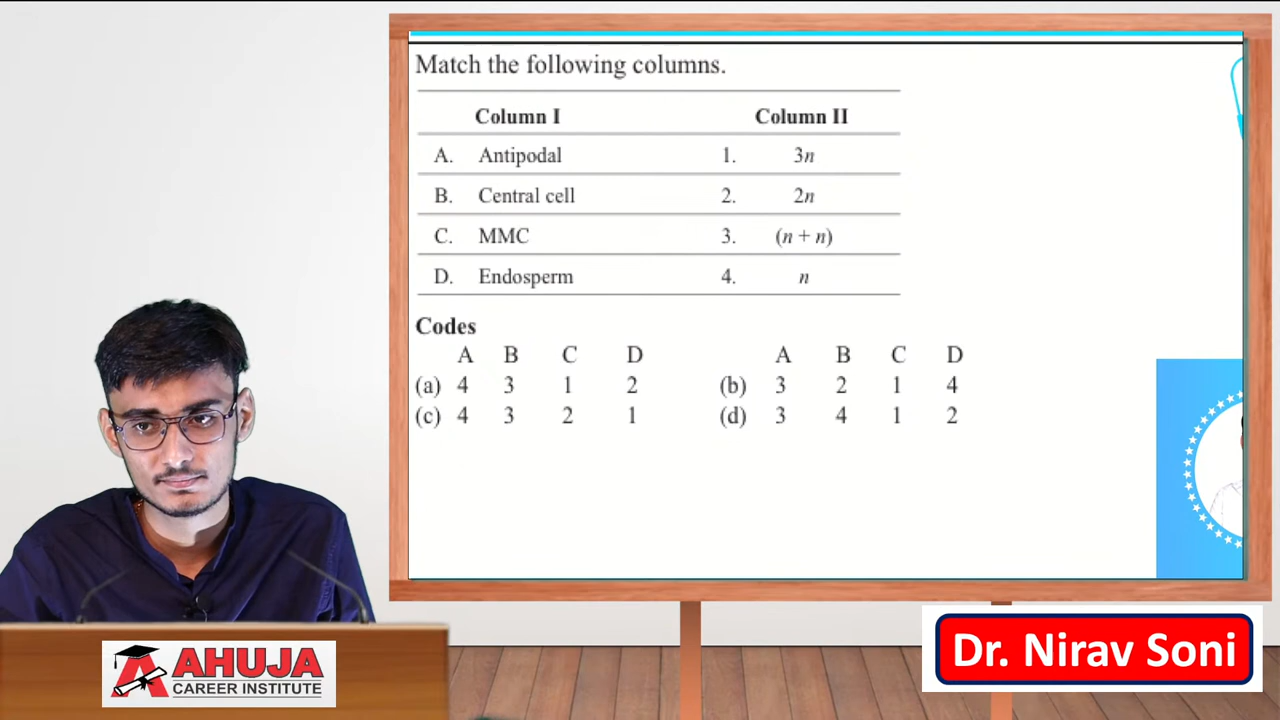 Match the following columns.
Column I Column II
A. Antipodal 1. 3n
B. Central cell 2. 2n
C. MMC 3. (n + n)
D. Endosperm 4. n
Codes
A B C D A B C D
(a) 4 3 1 2 (b) 3 2 1 4
(c) 4 3 2 1 (d) 3 4 1 2
Dr. Nirav Soni
AHUJA
CAREER INSTITUTE